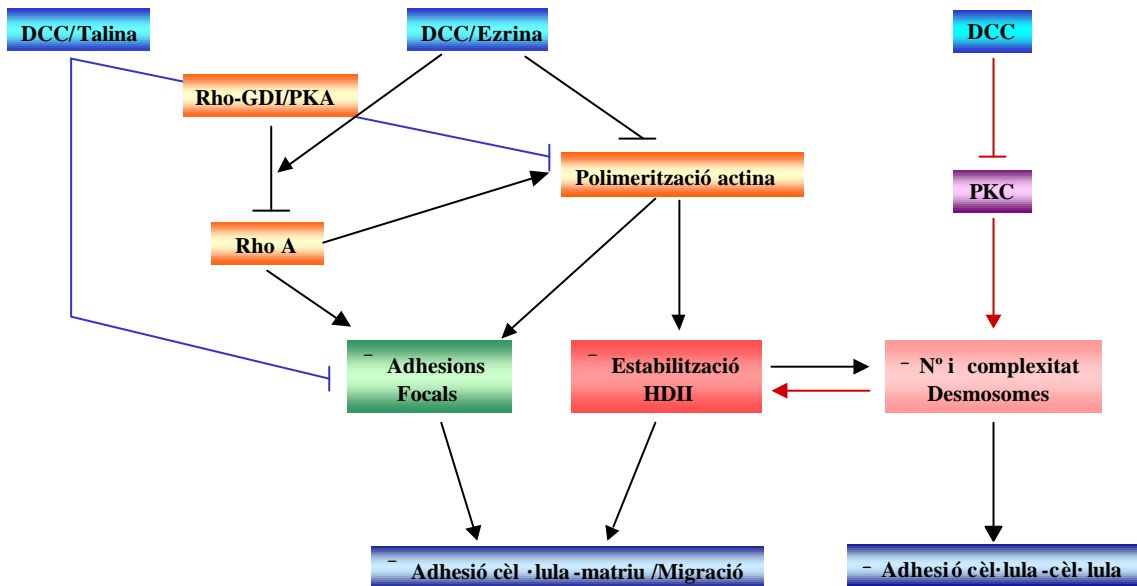 DCC/Talina
DCC/Ezrina
DCC
Rho-GDI/PKA
Polimerització actina
PKC
Rho A
¯ Adhesions
Focals
¯ Estabilització
HDII
¯ Nº i complexitat
Desmosomes
¯ Adhesió cèl·lula-matriu/Migració
¯ Adhesió cèl·lula-cèl·lula